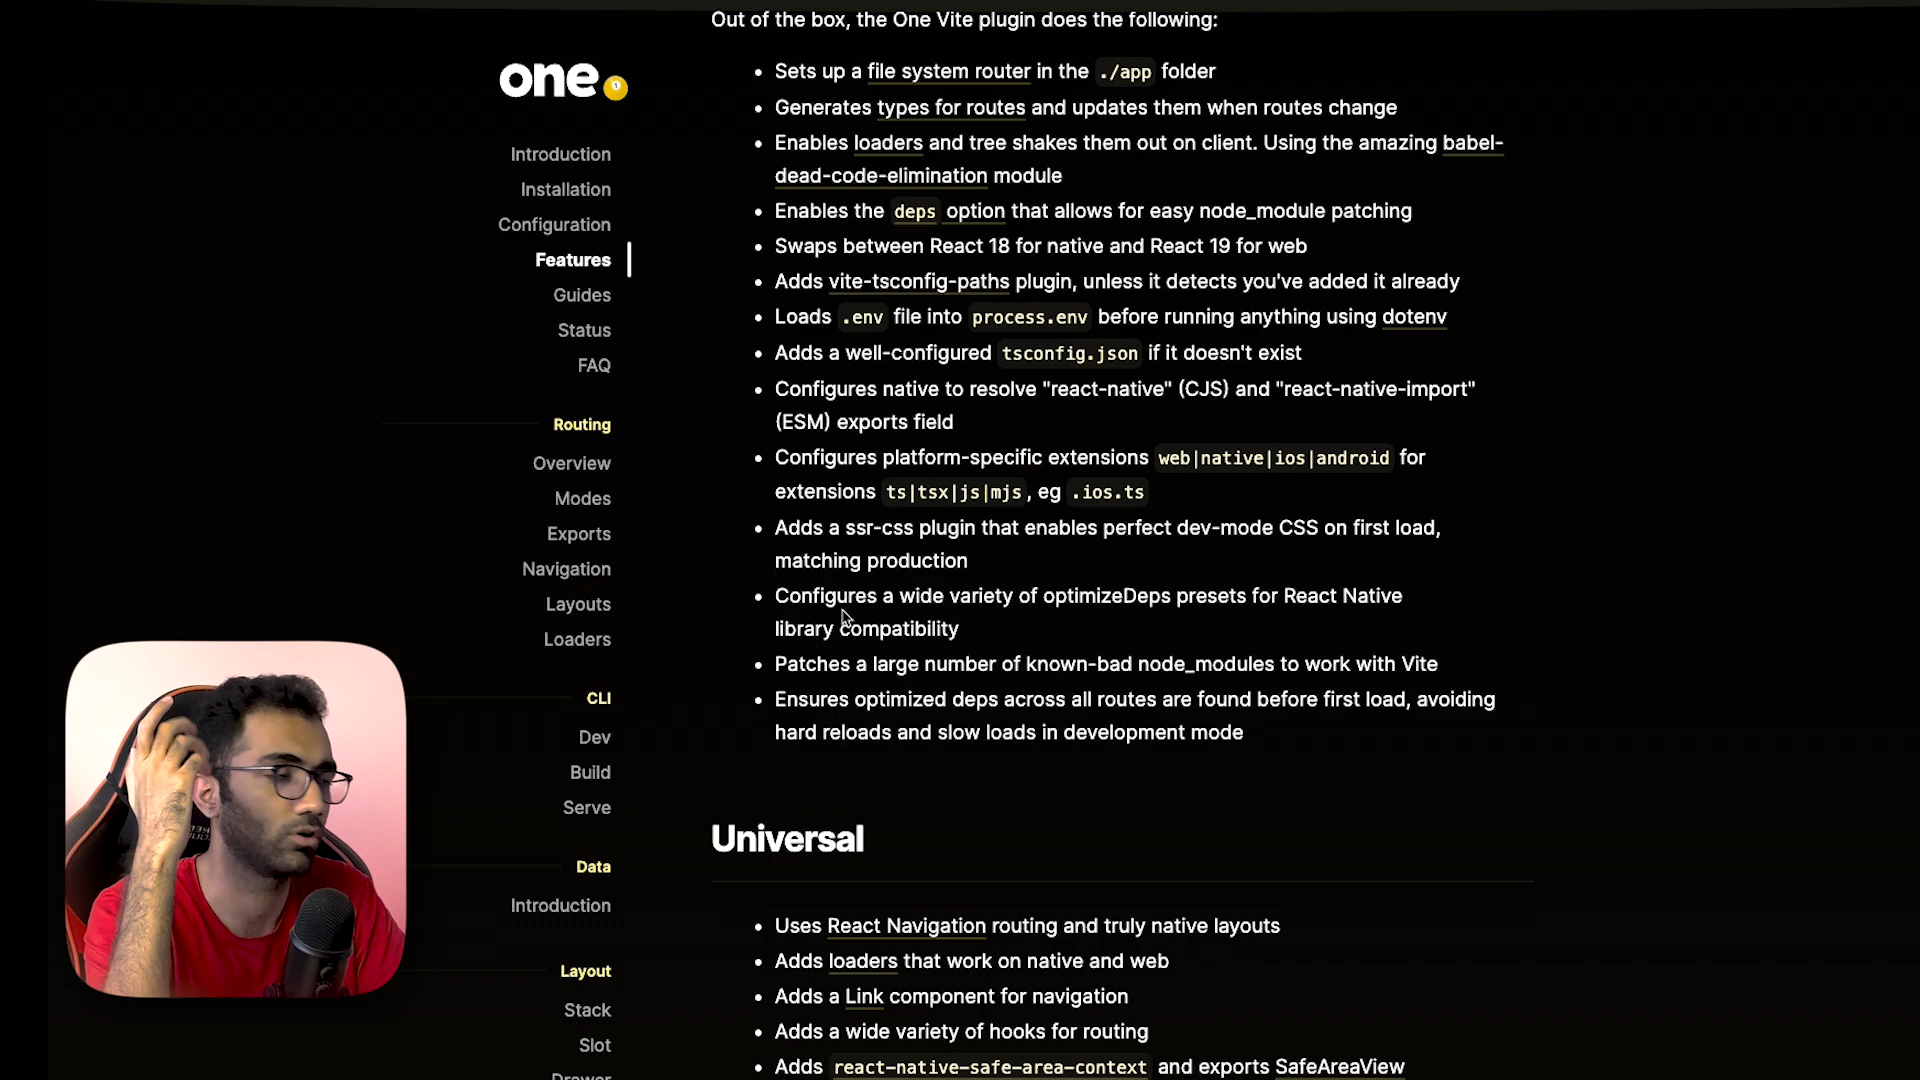 Out of the box, the One Vite plugin does the following:
one.
Introduction
Installation
Configuration
Features
Guides
Status
FAQ
Routing
Overview
Modes
Exports
Navigation
Layouts
Loaders
CLI
Dev
Build
Serve
Data
Introduction
Layout
Stack
Slot
Drawer
• Sets up a file system router in the ./app folder
• Generates types for routes and updates them when routes change
• Enables loaders and tree shakes them out on client. Using the amazing babel-
dead-code-elimination module
• Enables the deps option that allows for easy node_module patching
• Swaps between React 18 for native and React 19 for web
• Adds vite-tsconfig-paths plugin, unless it detects you've added it already
• Loads .env file into process.env before running anything using dotenv
• Adds a well-configured tsconfig.json if it doesn't exist
• Configures native to resolve "react-native" (CJS) and "react-native-import"
(ESM) exports field
• Configures platform-specific extensions web|native|ios|android for
extensions ts|tsx|js|mjs, eg .ios.ts
• Adds a ssr-css plugin that enables perfect dev-mode CSS on first load,
matching production
• Configures a wide variety of optimizeDeps presets for React Native
library compatibility
• Patches a large number of known-bad node_modules to work with Vite
• Ensures optimized deps across all routes are found before first load, avoiding
hard reloads and slow loads in development mode
Universal
• Uses React Navigation routing and truly native layouts
• Adds loaders that work on native and web
• Adds a Link component for navigation
• Adds a wide variety of hooks for routing
• Adds react-native-safe-area-context and exports SafeAreaView